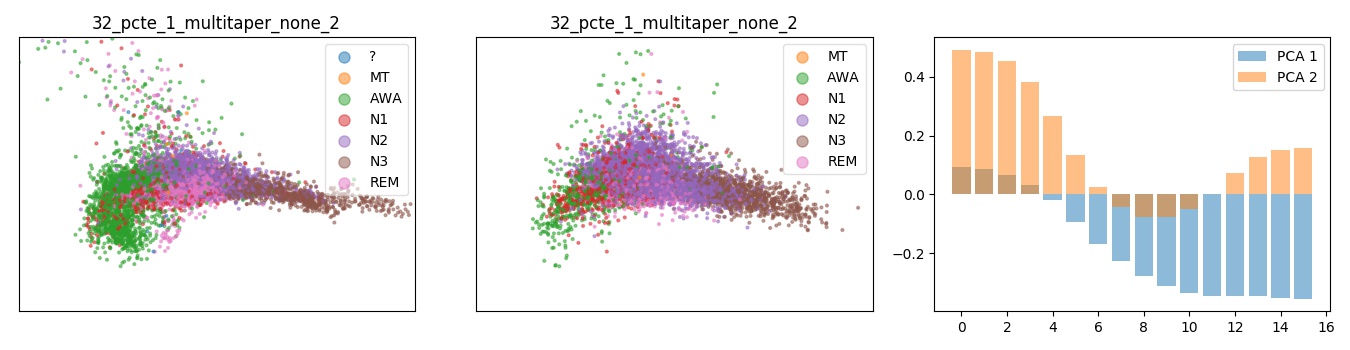 32_pcte_1_multitaper_none_2
?
MT
AWA
N1
N2
N3
REM
32_pcte_1_multitaper_none_2
MT
AWA
N1
N2
N3
REM
PCA 1
PCA 2
0.4
0.2
0.0
−0.2
0 2 4 6 8 10 12 14 16